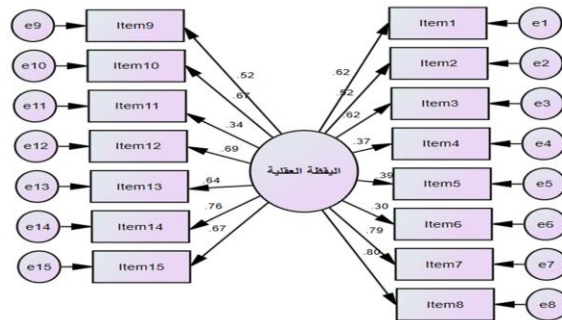 e9 Item9 Item1 e1
e10 Item10 Item2 e2
e11 Item11 Item3 e3
e12 Item12 Item4 e4
e13 Item13 Item5 e5
e14 Item14 Item6 e6
e15 Item15 Item7 e7
Item8 e8
اليقظة العقلية
.52
.67
.34
.69
.64
.76
.67
.62
.52
.62
.37
.39
.30
.79
.80